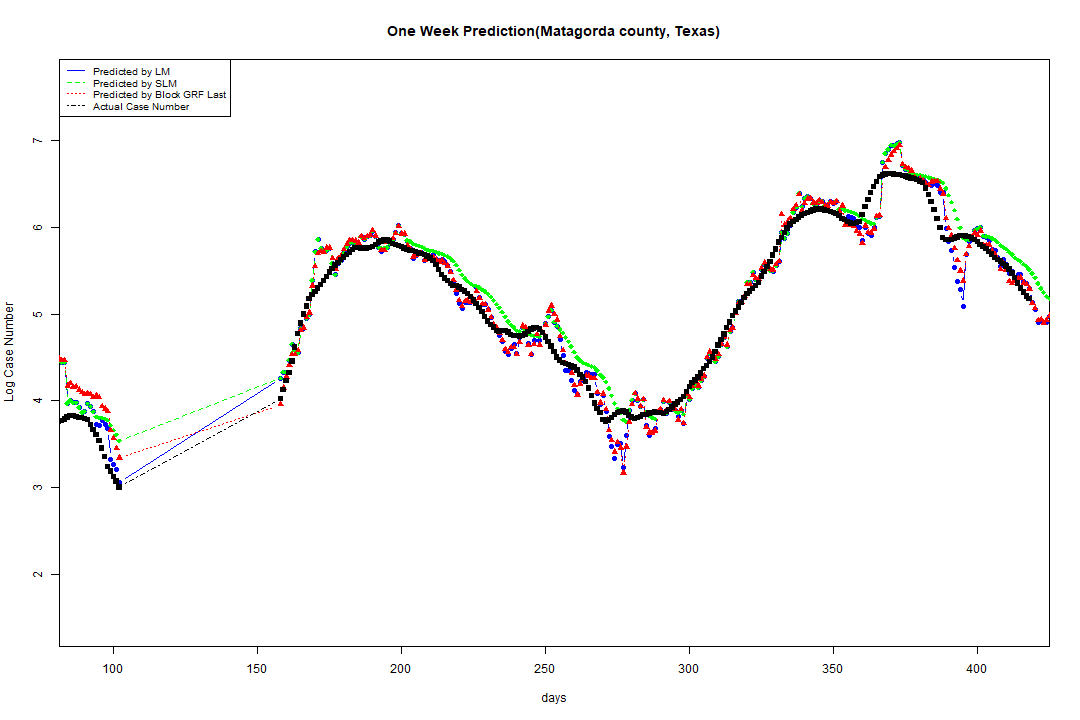 One Week Prediction(Matagorda county, Texas)
Predicted by LM
Predicted by SLM
Predicted by Block GRF Last
Actual Case Number
Log Case Number
7
6
5
4
3
2
100 150 200 250 300 350 400
days